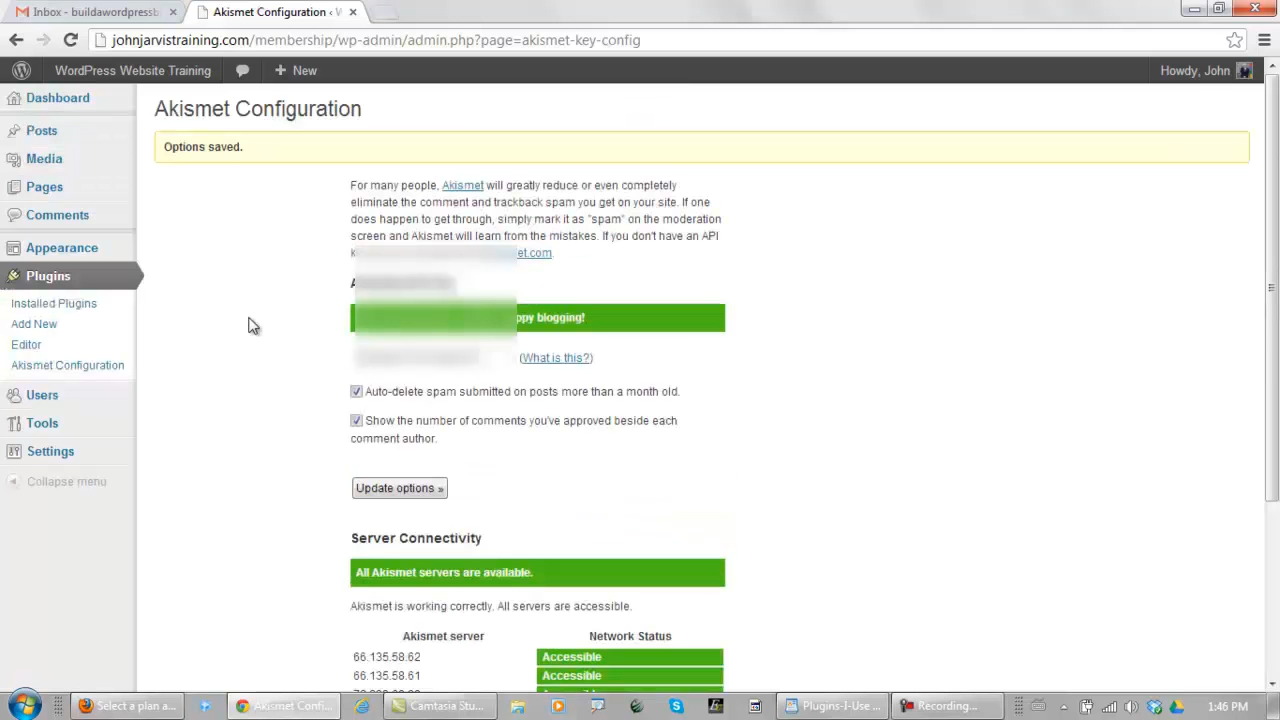 Inbox - buildawordpressb
Akismet Configuration ‹ W
johnjarvistraining.com/membership/wp-admin/admin.php?page=akismet-key-config
WordPress Website Training
New
Howdy, John
Dashboard
Posts
Media
Pages
Comments
Appearance
Plugins
Installed Plugins
Add New
Editor
Akismet Configuration
Users
Tools
Settings
Collapse menu
Akismet Configuration
Options saved.
For many people, Akismet will greatly reduce or even completely
eliminate the comment and trackback spam you get on your site. If one
does happen to get through, simply mark it as "spam" on the moderation
screen and Akismet will learn from the mistakes. If you don't have an API
et.com.
ppy blogging!
(What is this?)
Auto-delete spam submitted on posts more than a month old.
Show the number of comments you've approved beside each
comment author.
Update options »
Server Connectivity
All Akismet servers are available.
Akismet is working correctly. All servers are accessible.
Akismet server Network Status
66.135.58.62 Accessible
66.135.58.61 Accessible
Select a plan a...
Akismet Confi...
Camtasia Stu...
Plugins-I-Use ...
Recording...
1:46 PM